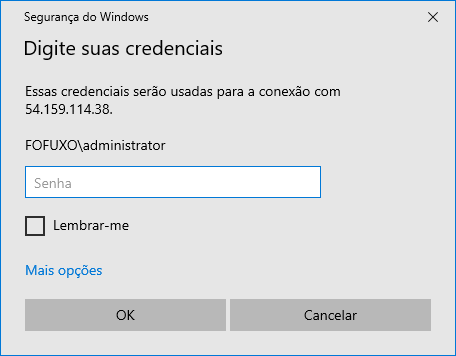 Segurança do Windows
Digite suas credenciais
Essas credenciais serão usadas para a conexão com
54.159.114.38.
FOFUXO\administrator
Senha
Lembrar-me
Mais opções
OK
Cancelar